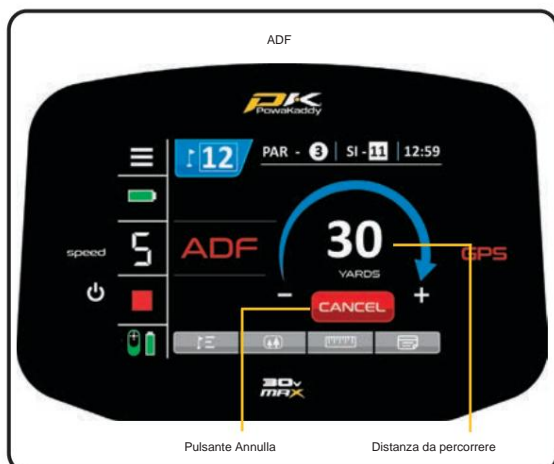 ADF
PK
PowaKaddy
12 PAR - 3 SI - 11 12:59
speed 5 ADF 30 GPS
YARDS
- +
CANCEL
30v
MAX
Pulsante Annulla Distanza da percorrere